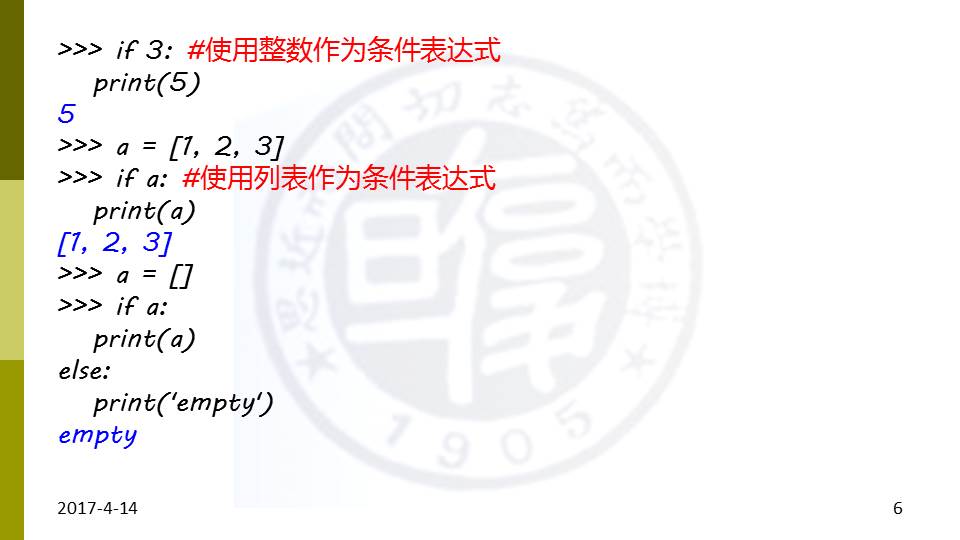 >>> if 3: #使用整数作为条件表达式
print(5)
5
>>> a = [1, 2, 3]
>>> if a: #使用列表作为条件表达式
print(a)
[1, 2, 3]
>>> a = []
>>> if a:
print(a)
else:
print('empty')
empty
1905
2017-4-14
6